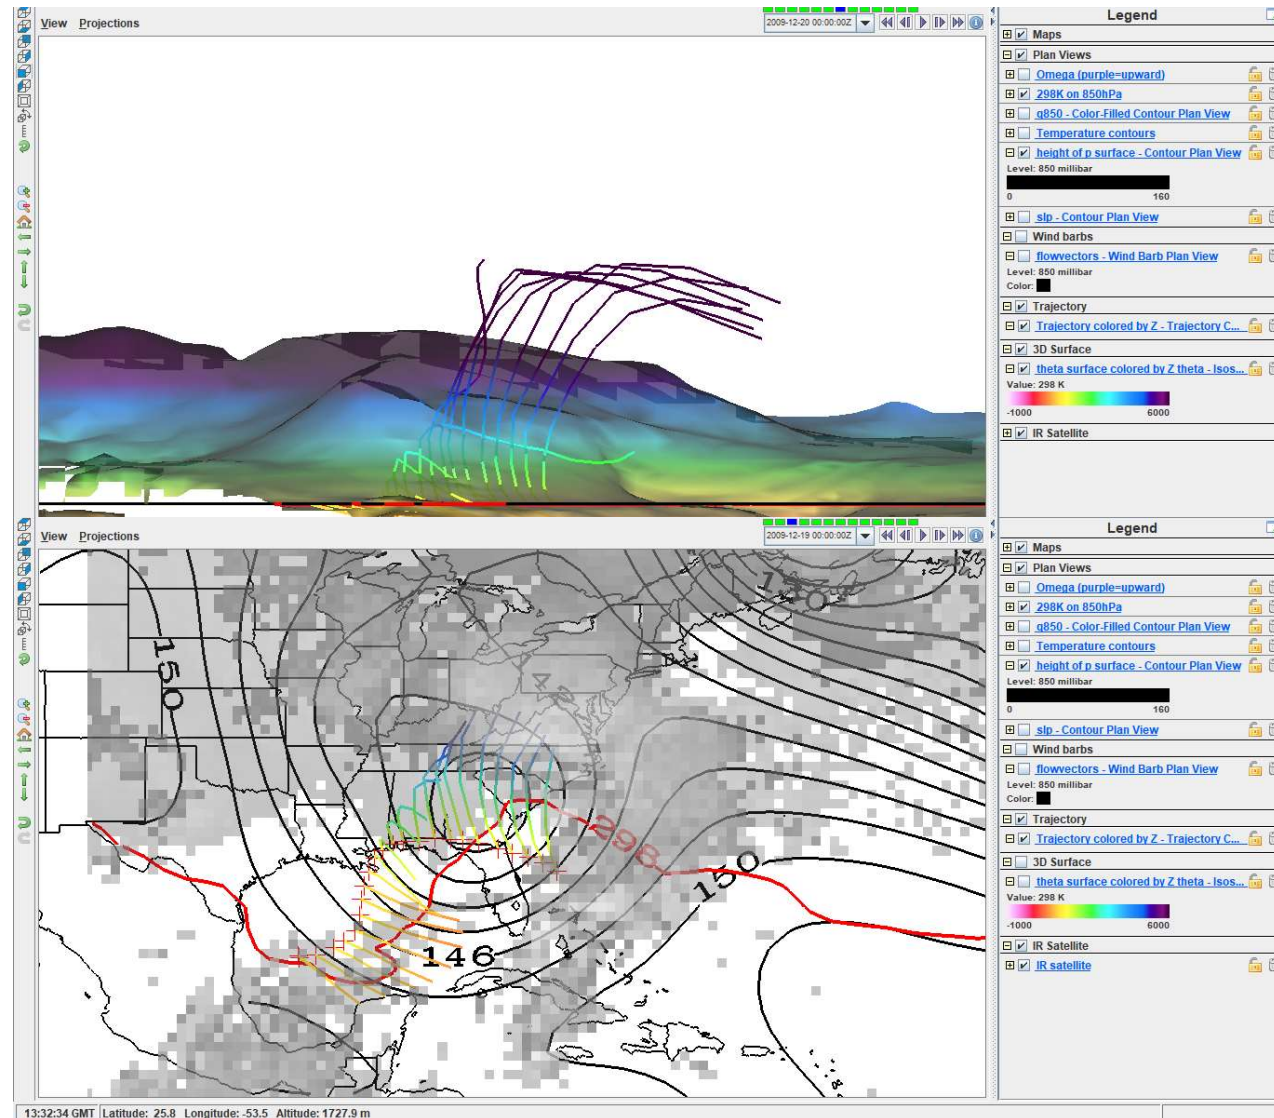 View Projections
2009-12-20 00:00:00Z
Legend
Maps
Plan Views
Omega (purple=upward)
298K on 850hPa
q850 - Color-Filled Contour Plan View
Temperature contours
height of p surface - Contour Plan View
Level: 850 millibar
0 160
slp - Contour Plan View
Wind barbs
flowvectors - Wind Barb Plan View
Level: 850 millibar
Color:
Trajectory
Trajectory colored by Z - Trajectory C...
3D Surface
theta surface colored by Z theta - Isos...
Value: 298 K
-1000 6000
IR Satellite
View Projections
2009-12-19 00:00:00Z
150
298
150
146
Legend
Maps
Plan Views
Omega (purple=upward)
298K on 850hPa
q850 - Color-Filled Contour Plan View
Temperature contours
height of p surface - Contour Plan View
Level: 850 millibar
0 160
slp - Contour Plan View
Wind barbs
flowvectors - Wind Barb Plan View
Level: 850 millibar
Color:
Trajectory
Trajectory colored by Z - Trajectory C...
3D Surface
theta surface colored by Z theta - Isos...
Value: 298 K
-1000 6000
IR Satellite
IR satellite
13:32:34 GMT Latitude: 25.8 Longitude: -53.5 Altitude: 1727.9 m